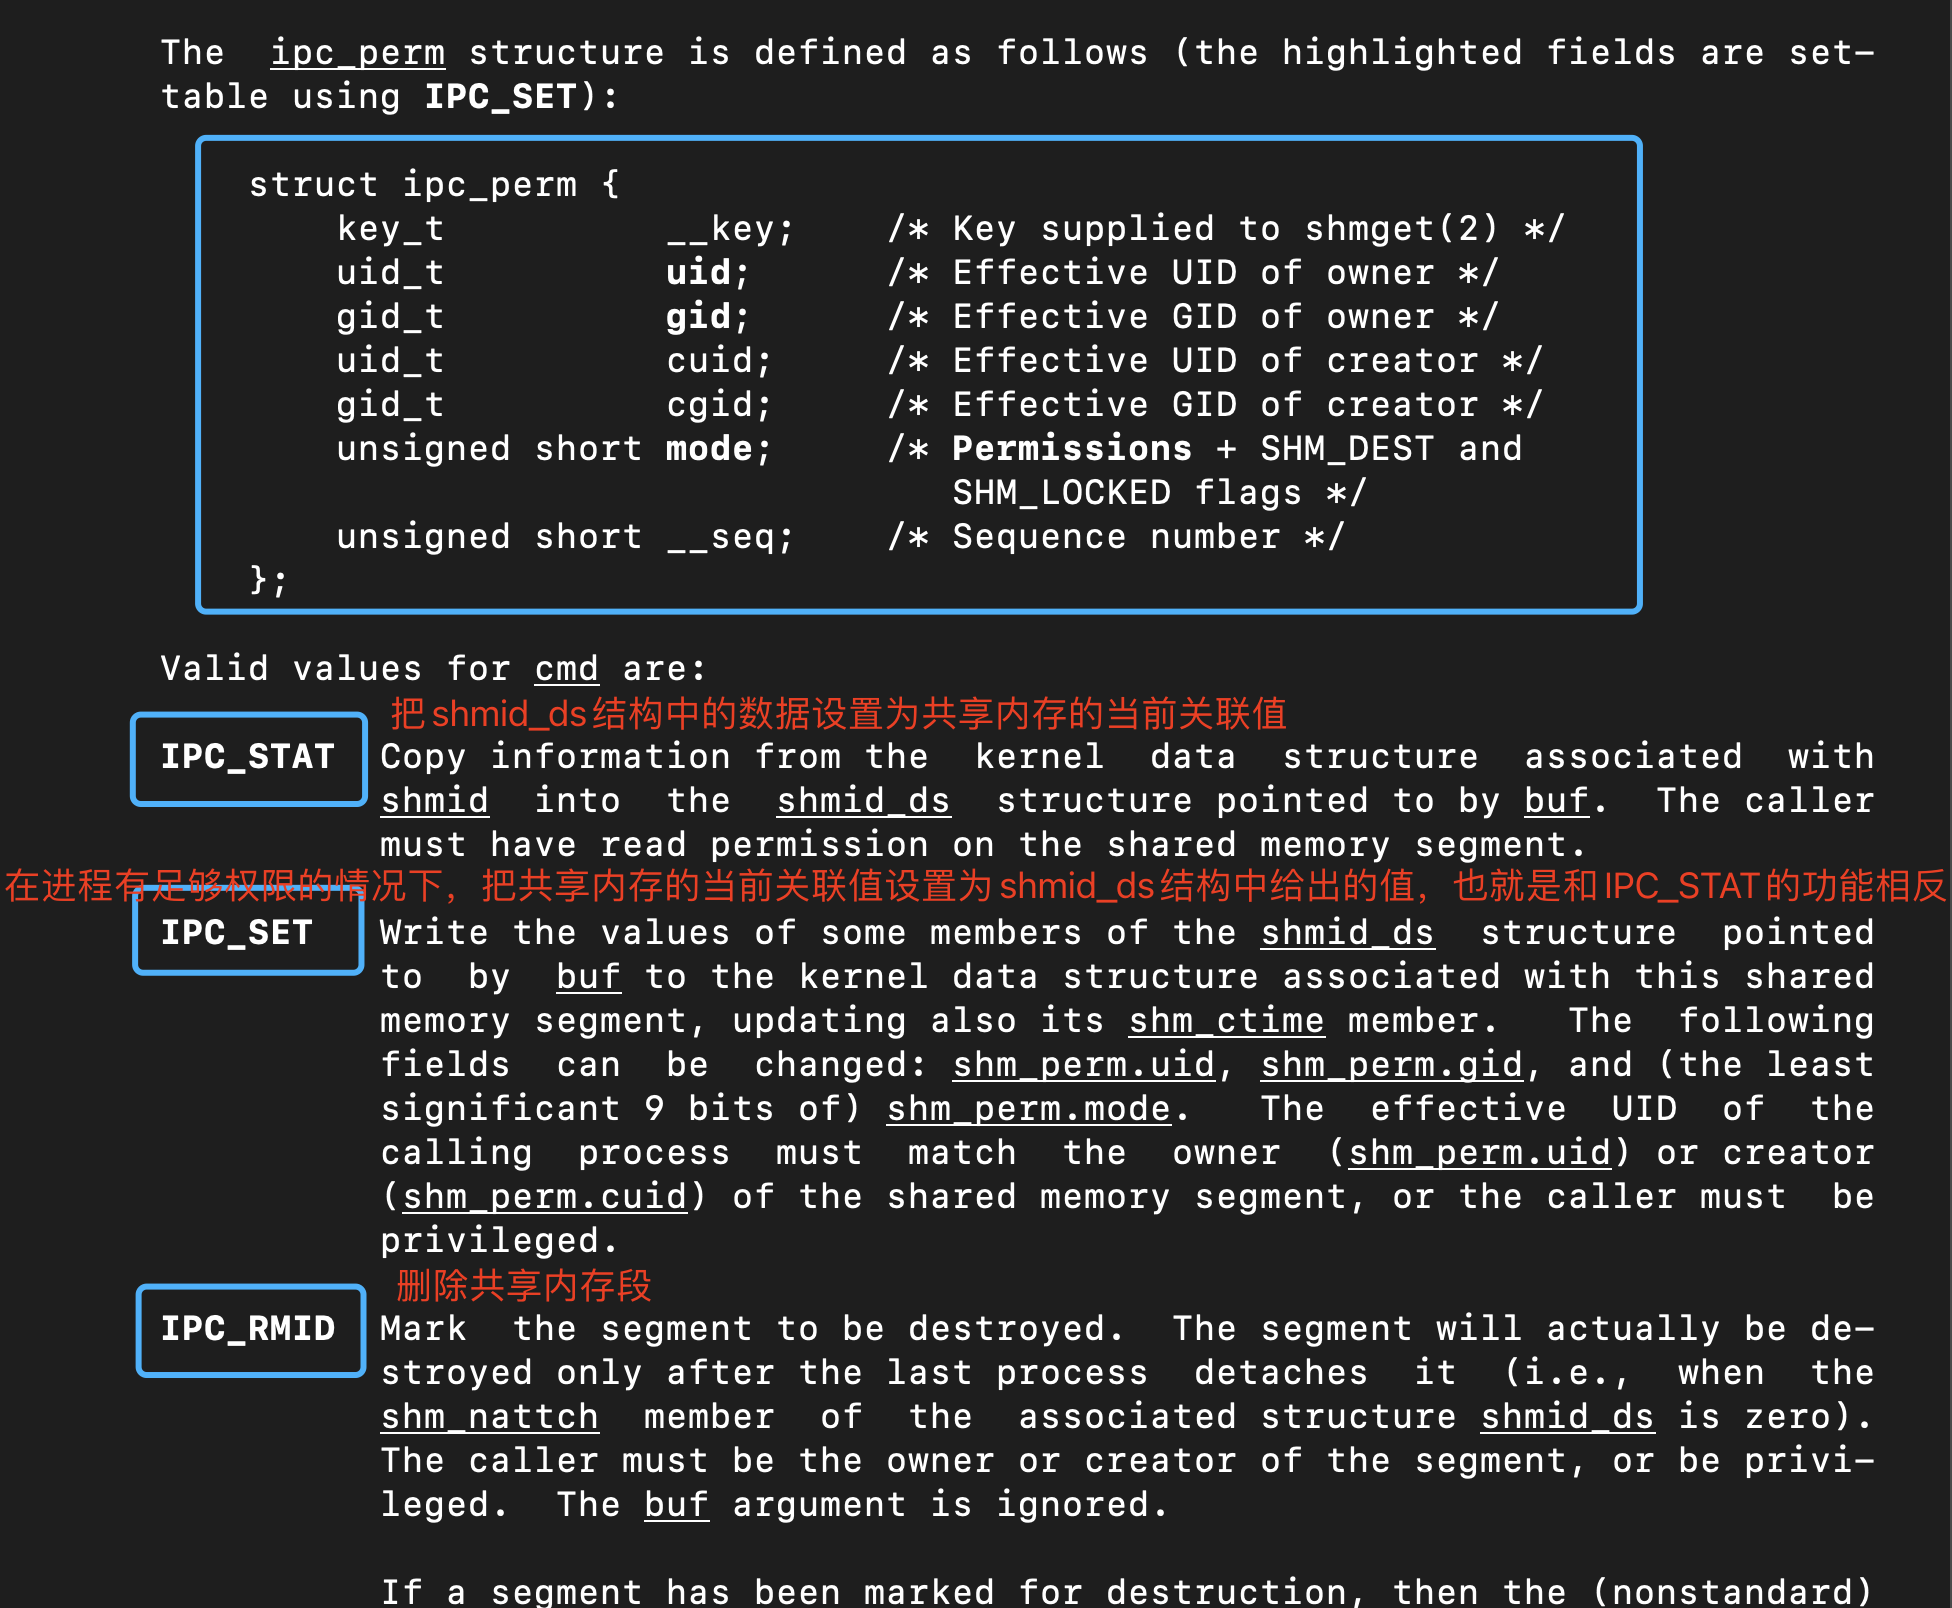 The  ipc_perm structure is defined as follows (the highlighted fields are set-
table using IPC_SET):
struct ipc_perm {
    key_t          __key;    /* Key supplied to shmget(2) */
    uid_t          uid;      /* Effective UID of owner */
    gid_t          gid;      /* Effective GID of owner */
    uid_t          cuid;     /* Effective UID of creator */
    gid_t          cgid;     /* Effective GID of creator */
    unsigned short mode;     /* Permissions + SHM_DEST and
                                SHM_LOCKED flags */
    unsigned short __seq;    /* Sequence number */
};
Valid values for cmd are:
把shmid_ds结构中的数据设置为共享内存的当前关联值
IPC_STAT  Copy information from the  kernel  data  structure  associated  with
shmid  into  the  shmid_ds  structure pointed to by buf.  The caller
must have read permission on the shared memory segment.
在进程有足够权限的情况下，把共享内存的当前关联值设置为shmid_ds结构中给出的值，也就是和IPC_STAT的功能相反
IPC_SET   Write the values of some members of the shmid_ds  structure  pointed
to  by  buf to the kernel data structure associated with this shared
memory segment, updating also its shm_ctime member.   The  following
fields  can  be  changed: shm_perm.uid, shm_perm.gid, and (the least
significant 9 bits of) shm_perm.mode.   The  effective  UID  of  the
calling  process  must  match  the  owner  (shm_perm.uid) or creator
(shm_perm.cuid) of the shared memory segment, or the caller must  be
privileged.
删除共享内存段
IPC_RMID  Mark  the segment to be destroyed.  The segment will actually be de-
stroyed only after the last process  detaches  it  (i.e.,  when  the
shm_nattch  member  of  the  associated structure shmid_ds is zero).
The caller must be the owner or creator of the segment, or be privi-
leged.  The buf argument is ignored.
If a segment has been marked for destruction, then the (nonstandard)